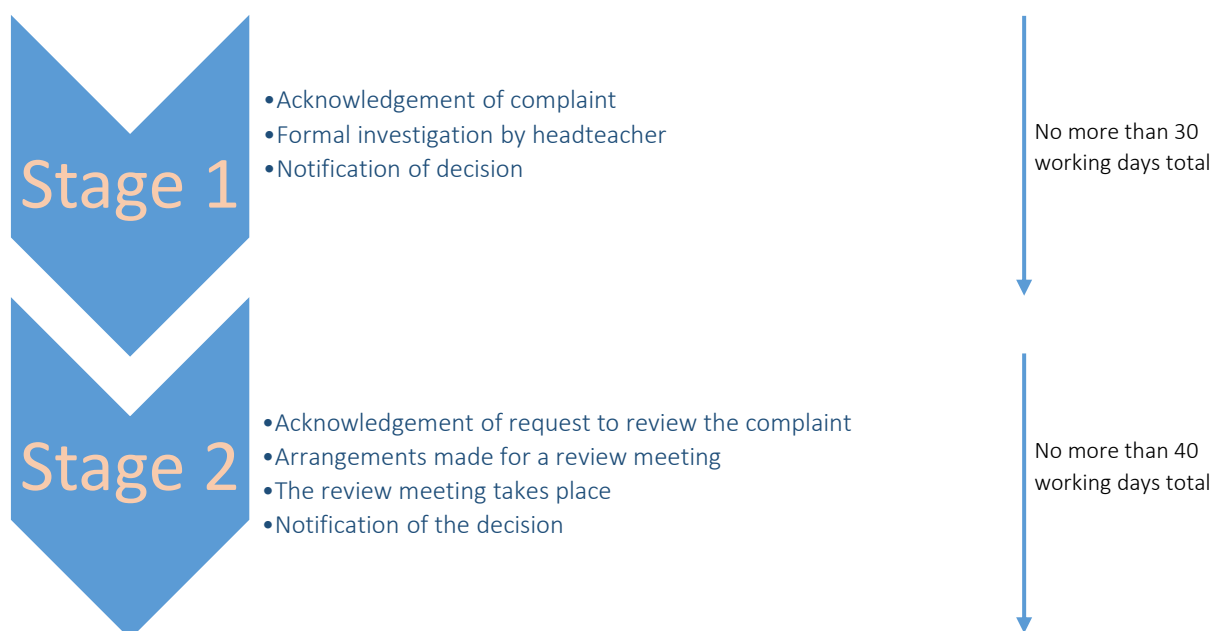 Stage 1
•Acknowledgement of complaint
•Formal investigation by headteacher
•Notification of decision
No more than 30
working days total
Stage 2
•Acknowledgement of request to review the complaint
•Arrangements made for a review meeting
•The review meeting takes place
•Notification of the decision
No more than 40
working days total